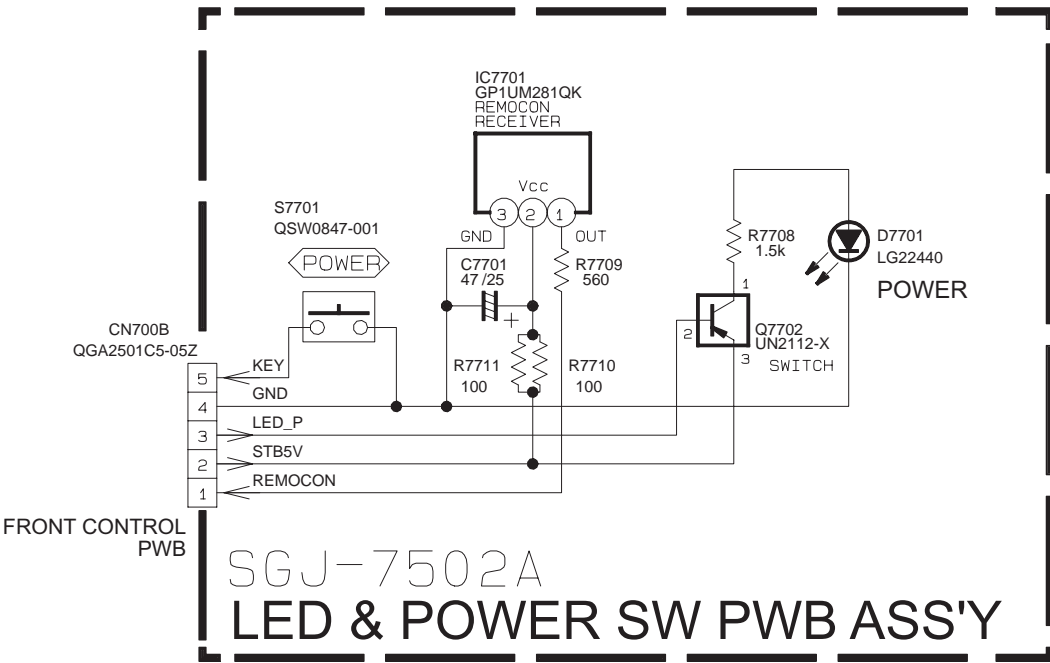 IC7701
GP1UM281QK
REMOCON
RECEIVER
Vcc
3 2 1
GND OUT
S7701
QSW0847-001
POWER
C7701
47 /25
R7709
560
R7708
1.5k
D7701
LG22440
POWER
1
2
3
Q7702
UN2112-X
SWITCH
R7711
100
R7710
100
CN700B
QGA2501C5-05Z
5 KEY
4 GND
3 LED_P
2 STB5V
1 REMOCON
FRONT CONTROL
PWB
+
SGJ-7502A
LED & POWER SW PWB ASS'Y